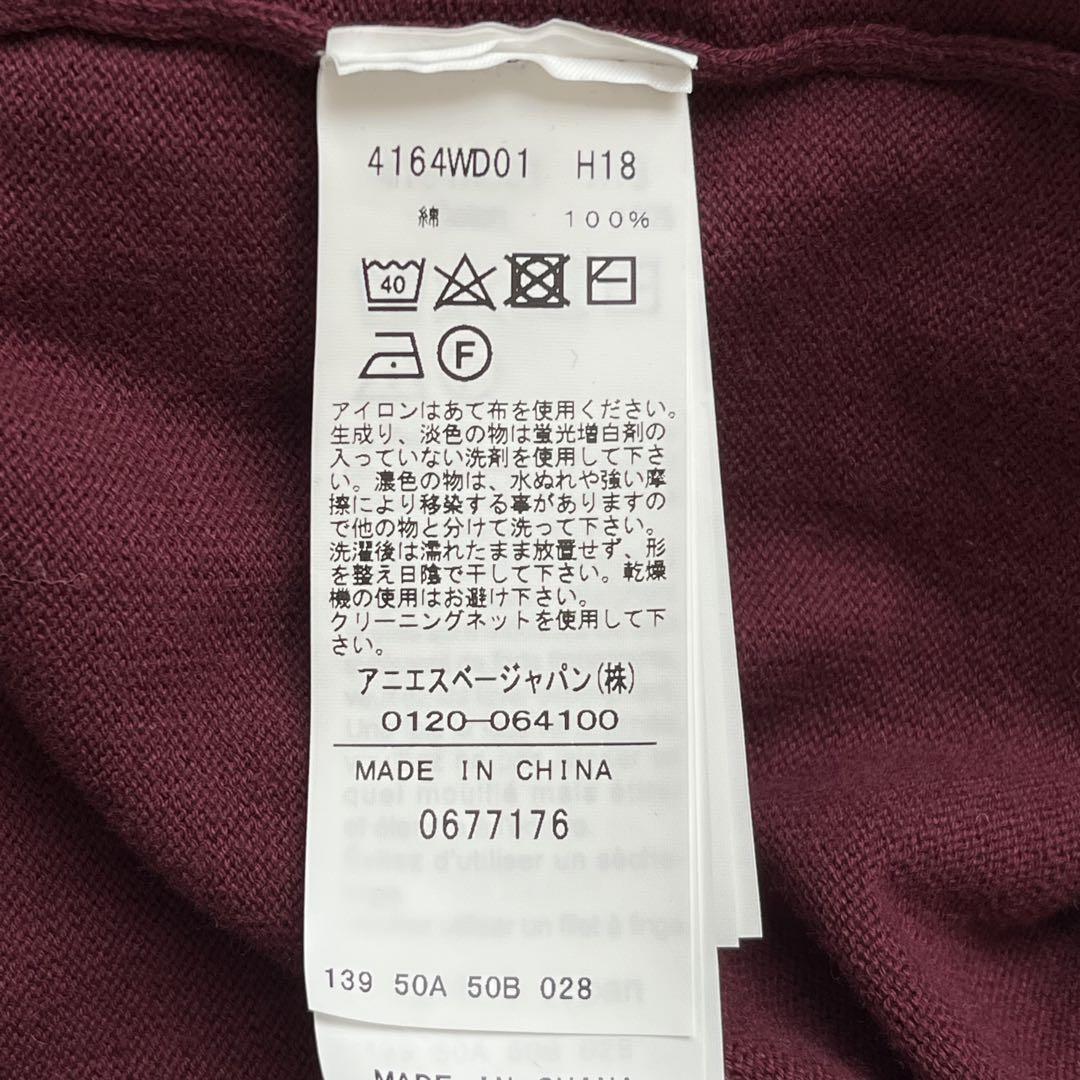 4164WD01 H18
綿 100%
40
F
アイロンはあて布を使用ください。
生成り、淡色の物は蛍光増白剤の
入っていない洗剤を使用して下さ
い。濃色の物は、水ぬれや強い摩
擦により移染する事がありますの
で他の物と分けて洗って下さい。
洗濯後は濡れたまま放置せず、形
を整え日陰で干して下さい。乾燥
機の使用はお避け下さい。
クリーニングネットを使用して下
さい。
アニエスベージャパン(株)
0120-064100
MADE IN CHINA
0677176
139 50A 50B 028